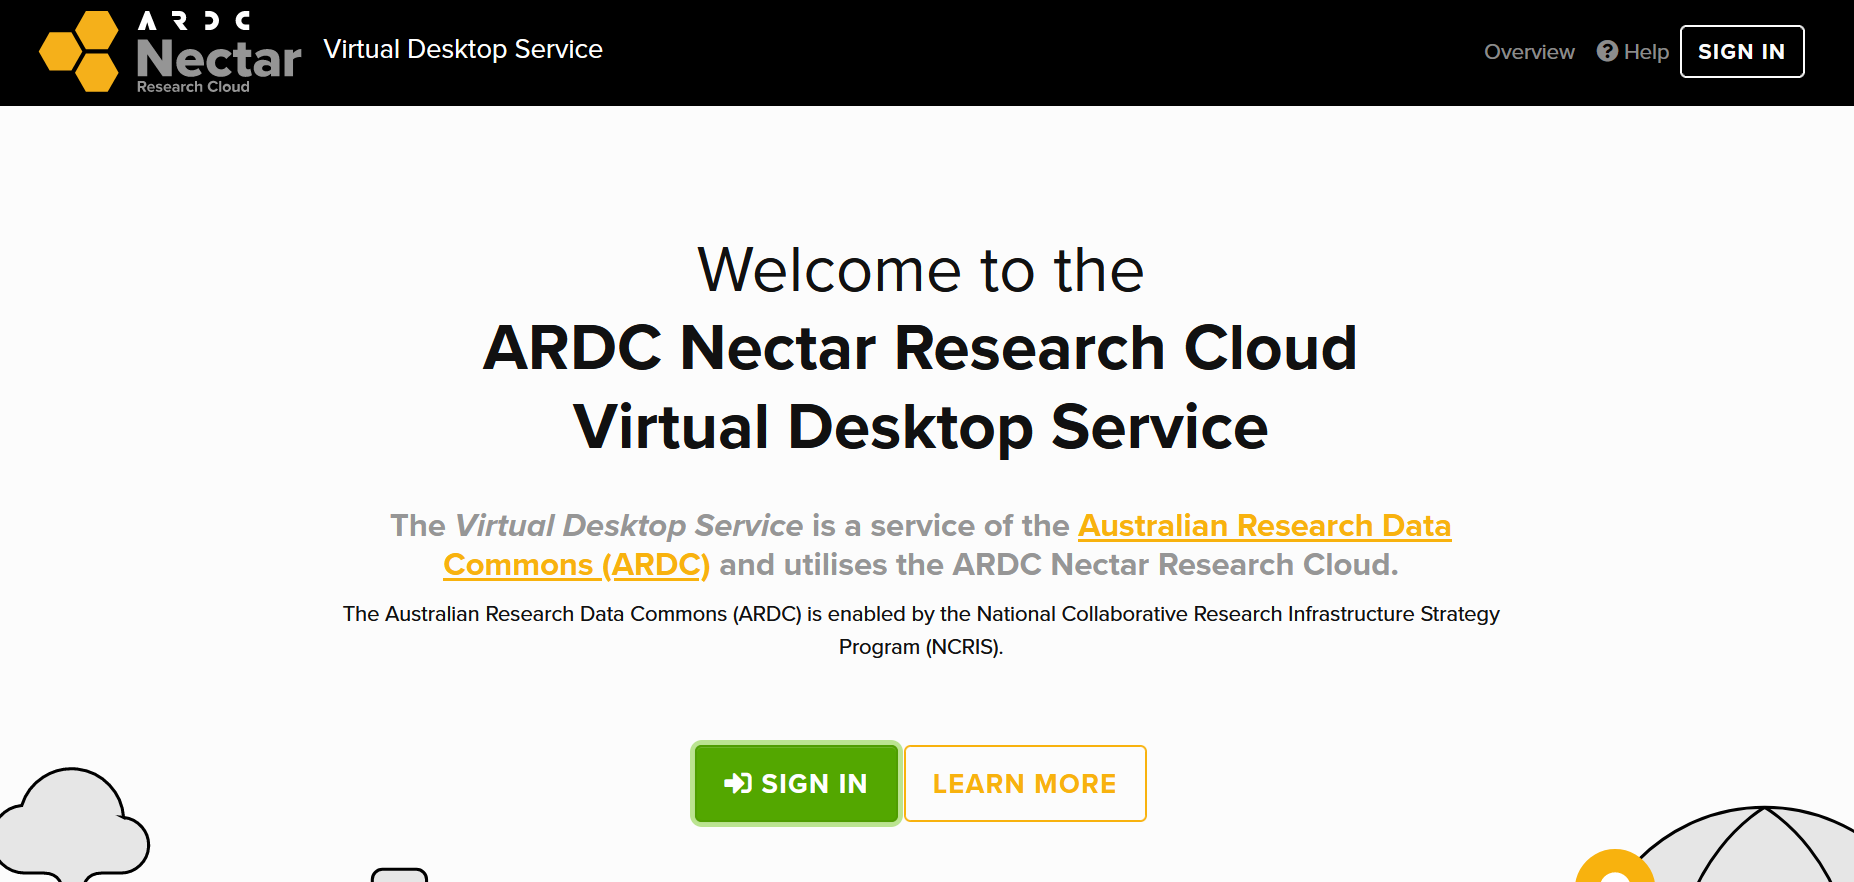 ARDC
Nectar
Research Cloud
Virtual Desktop Service
Overview
Help
SIGN IN
Welcome to the
ARDC Nectar Research Cloud
Virtual Desktop Service
The Virtual Desktop Service is a service of the Australian Research Data
Commons (ARDC) and utilises the ARDC Nectar Research Cloud.
The Australian Research Data Commons (ARDC) is enabled by the National Collaborative Research Infrastructure Strategy
Program (NCRIS).
SIGN IN
LEARN MORE